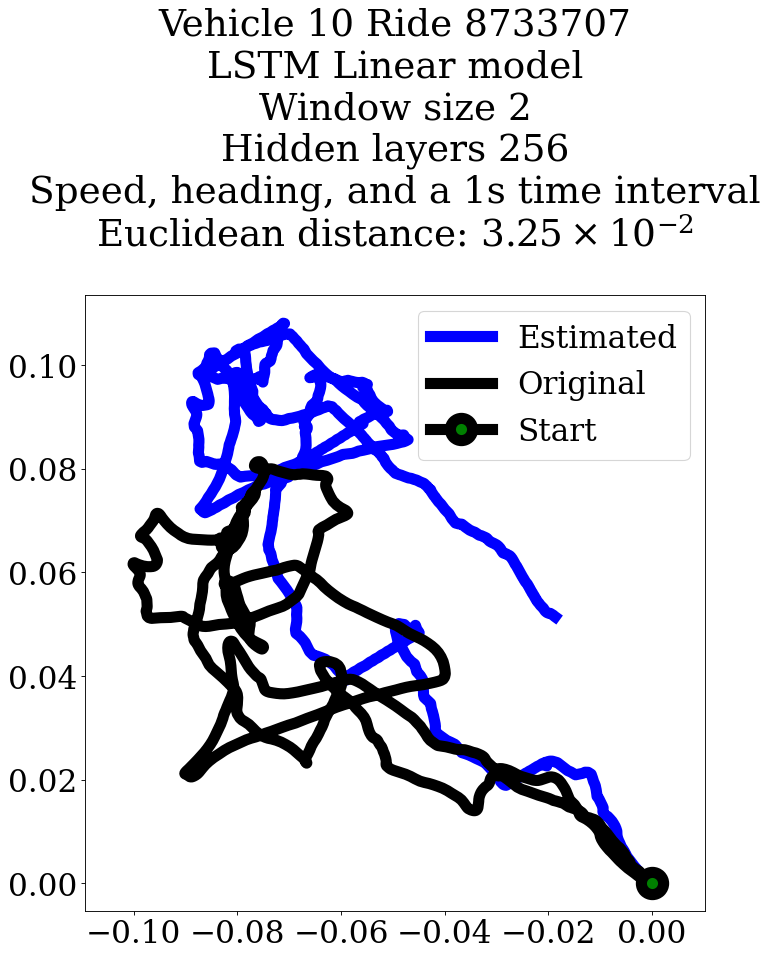 Vehicle 10 Ride 8733707
LSTM Linear model
Window size 2
Hidden layers 256
Speed, heading, and a 1s time interval
Euclidean distance: 3.25 × 10⁻²
Estimated
Original
Start
0.10
0.08
0.06
0.04
0.02
0.00
−0.10 −0.08 −0.06 −0.04 −0.02 0.00